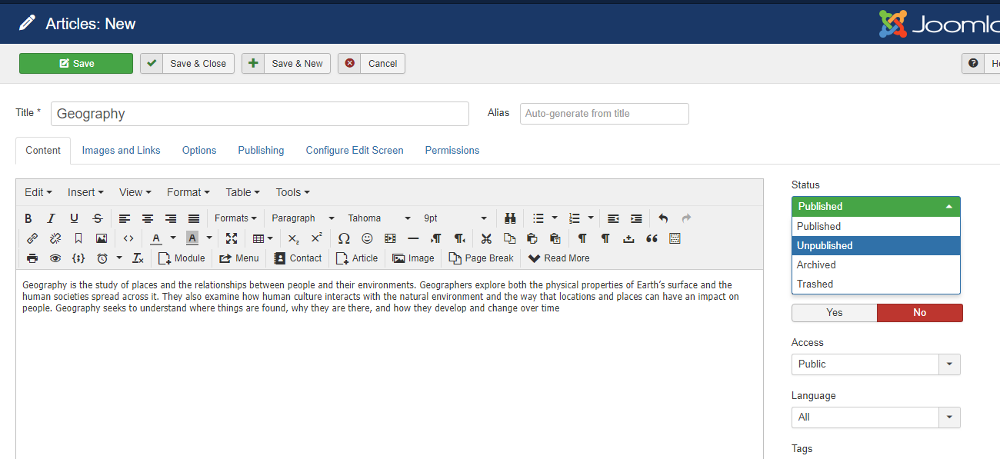 Articles: New
Joomla
Save Save & Close Save & New Cancel
Title * Geography Alias Auto-generate from title
Content Images and Links Options Publishing Configure Edit Screen Permissions
Edit Insert View Format Table Tools
B I U S Formats Paragraph Tahoma 9pt
Module Menu Contact Article Image Page Break Read More
Geography is the study of places and the relationships between people and their environments. Geographers explore both the physical properties of Earth’s surface and the
human societies spread across it. They also examine how human culture interacts with the natural environment and the way that locations and places can have an impact on
people. Geography seeks to understand where things are found, why they are there, and how they develop and change over time
Status
Published
Published
Unpublished
Archived
Trashed
Yes No
Access
Public
Language
All
Tags